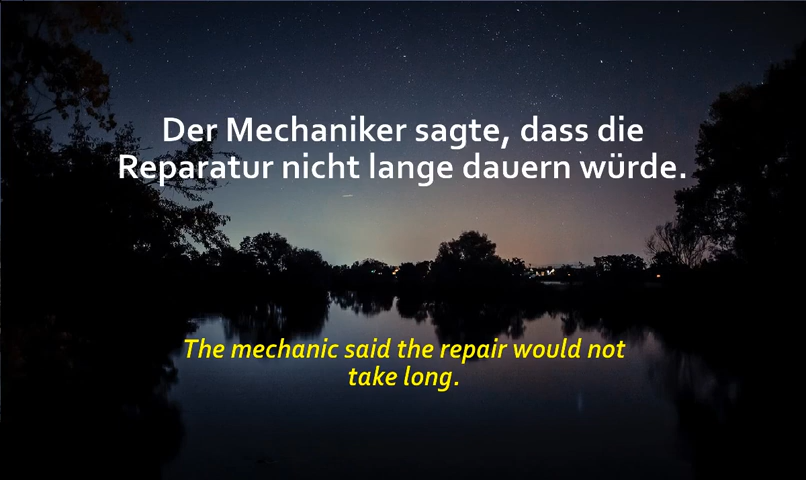 Der Mechaniker sagte, dass die
Reparatur nicht lange dauern würde.
The mechanic said the repair would not
take long.